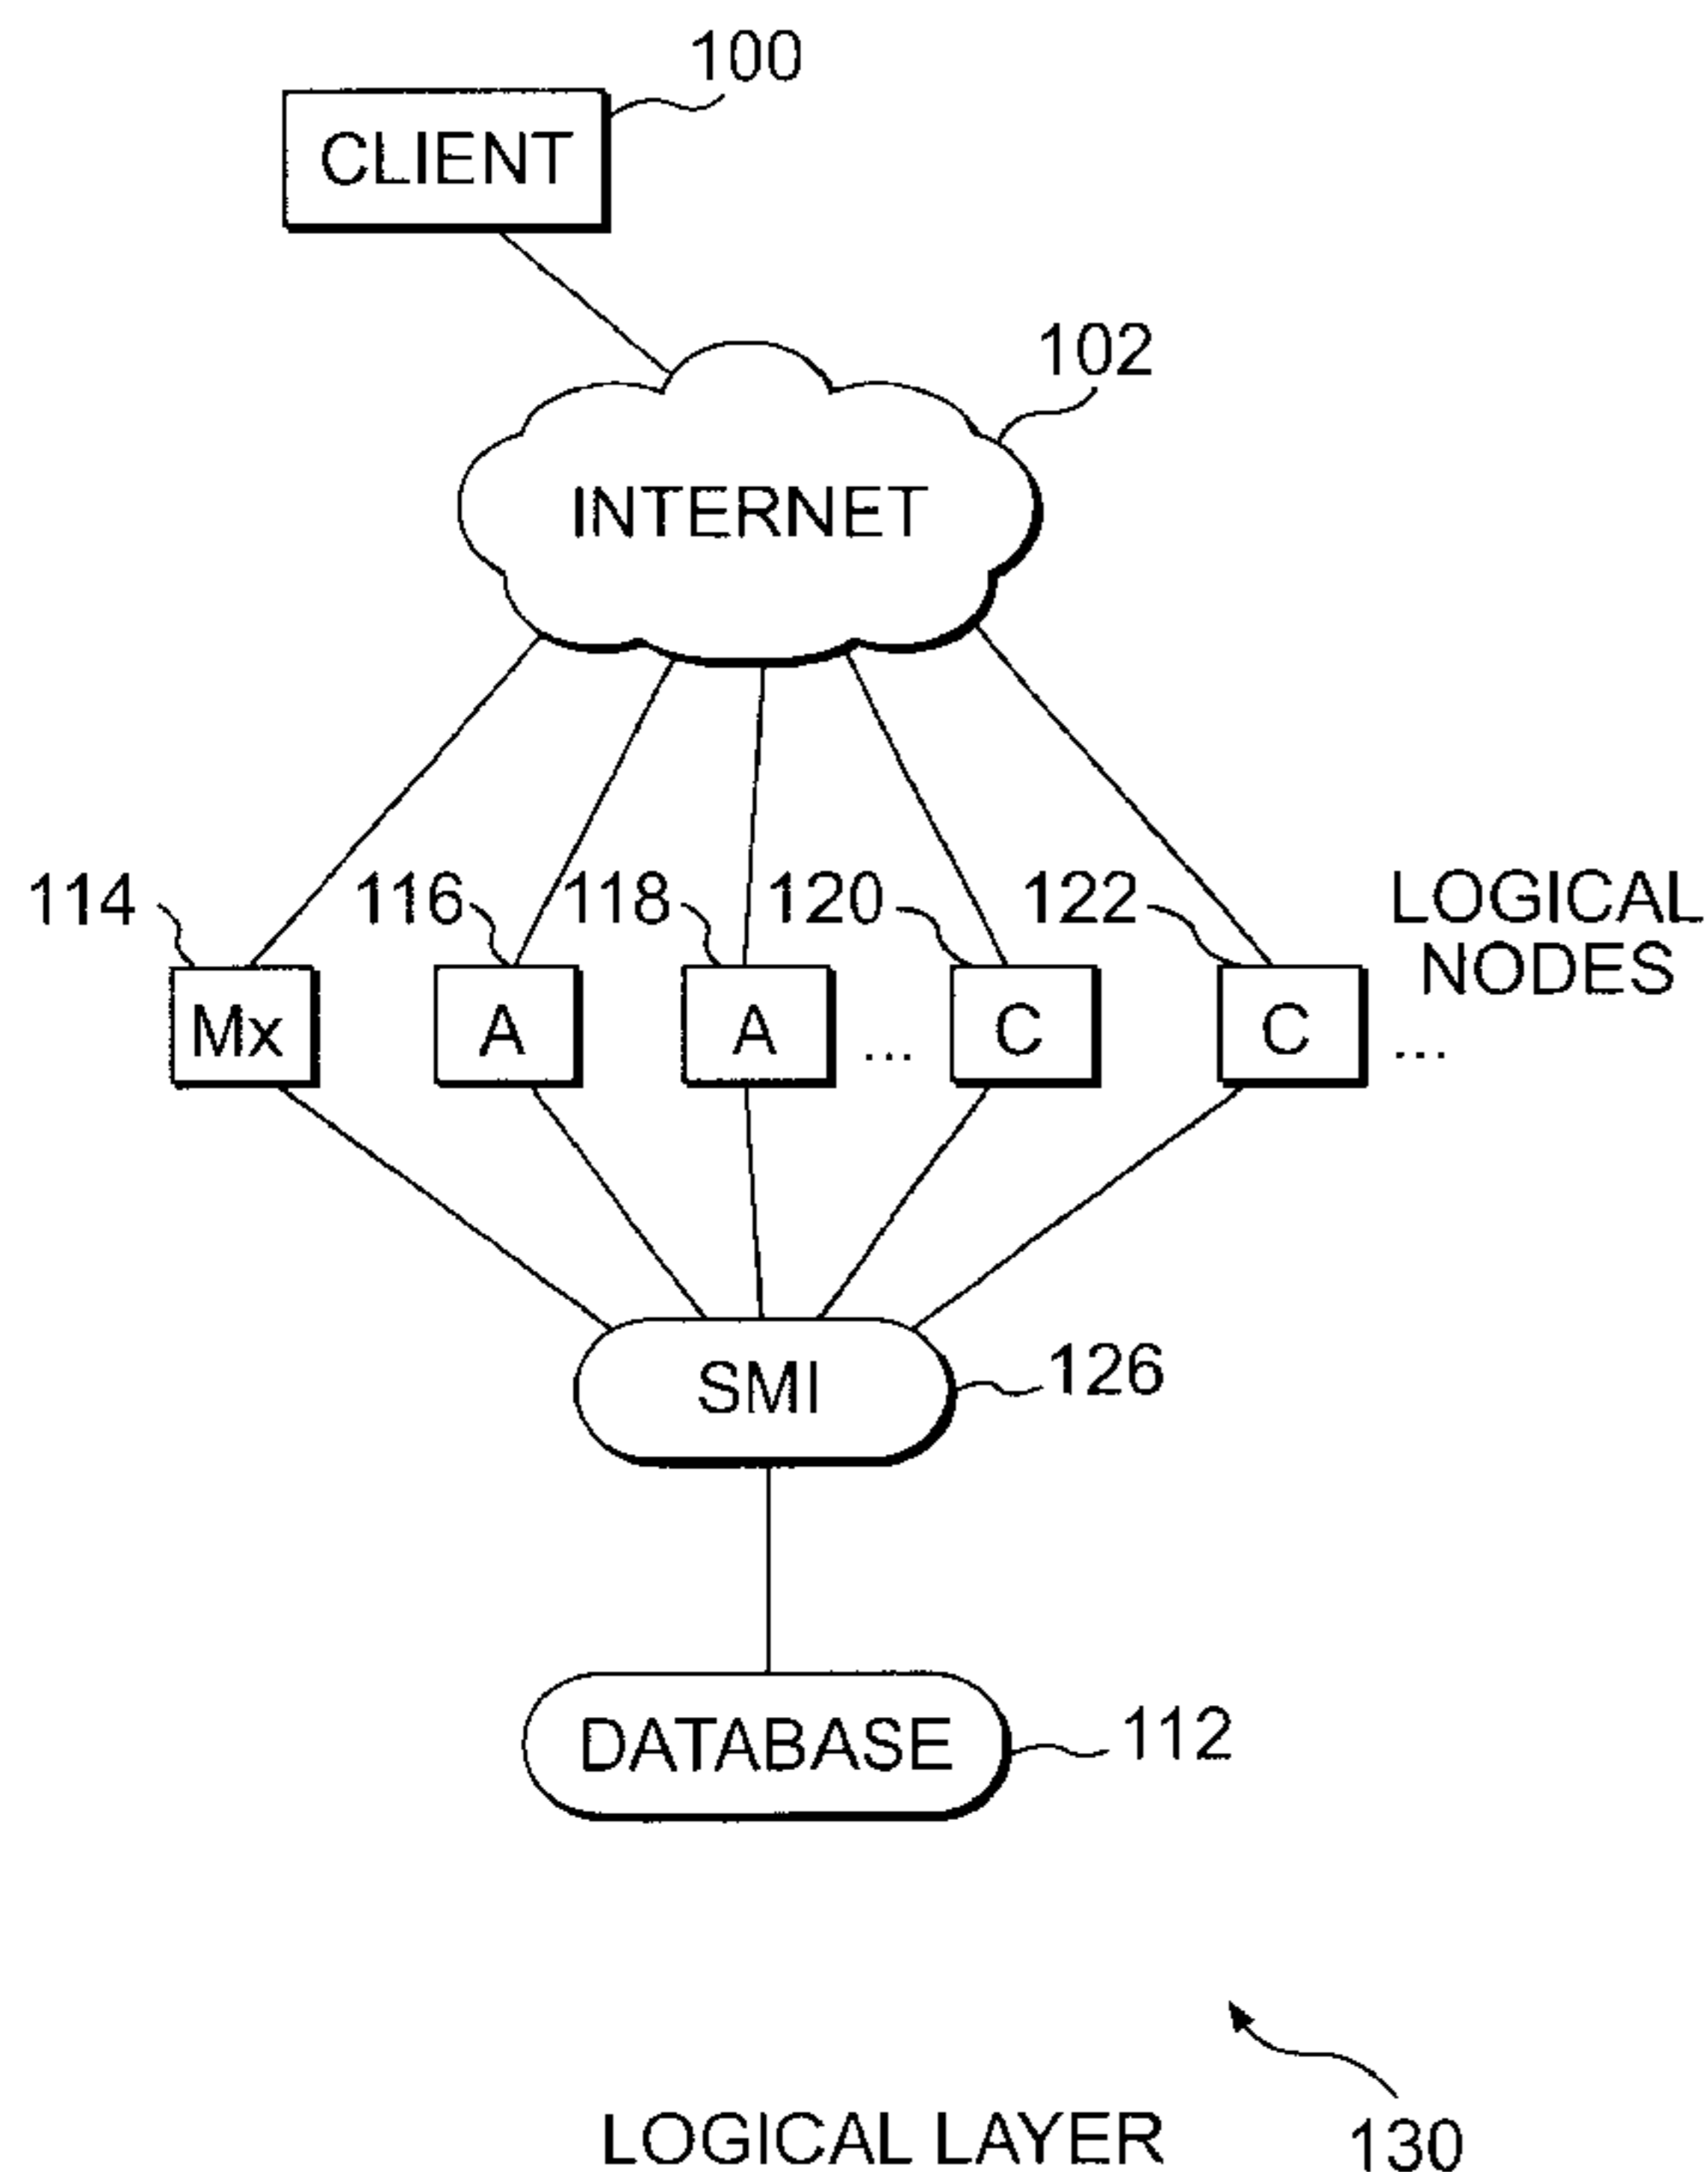 100
CLIENT
102
INTERNET
114 116 118 120 122 LOGICAL
NODES
Mx A A ... C C ...
SMI 126
DATABASE 112
LOGICAL LAYER 130